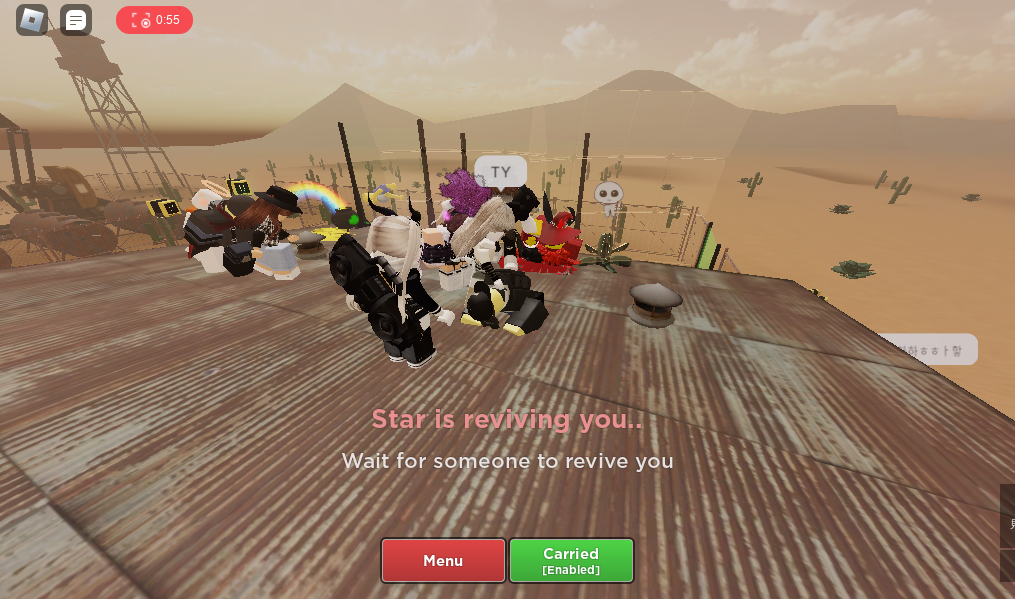 0:55
TY
Star is reviving you..
Wait for someone to revive you
Menu
Carried
[Enabled]